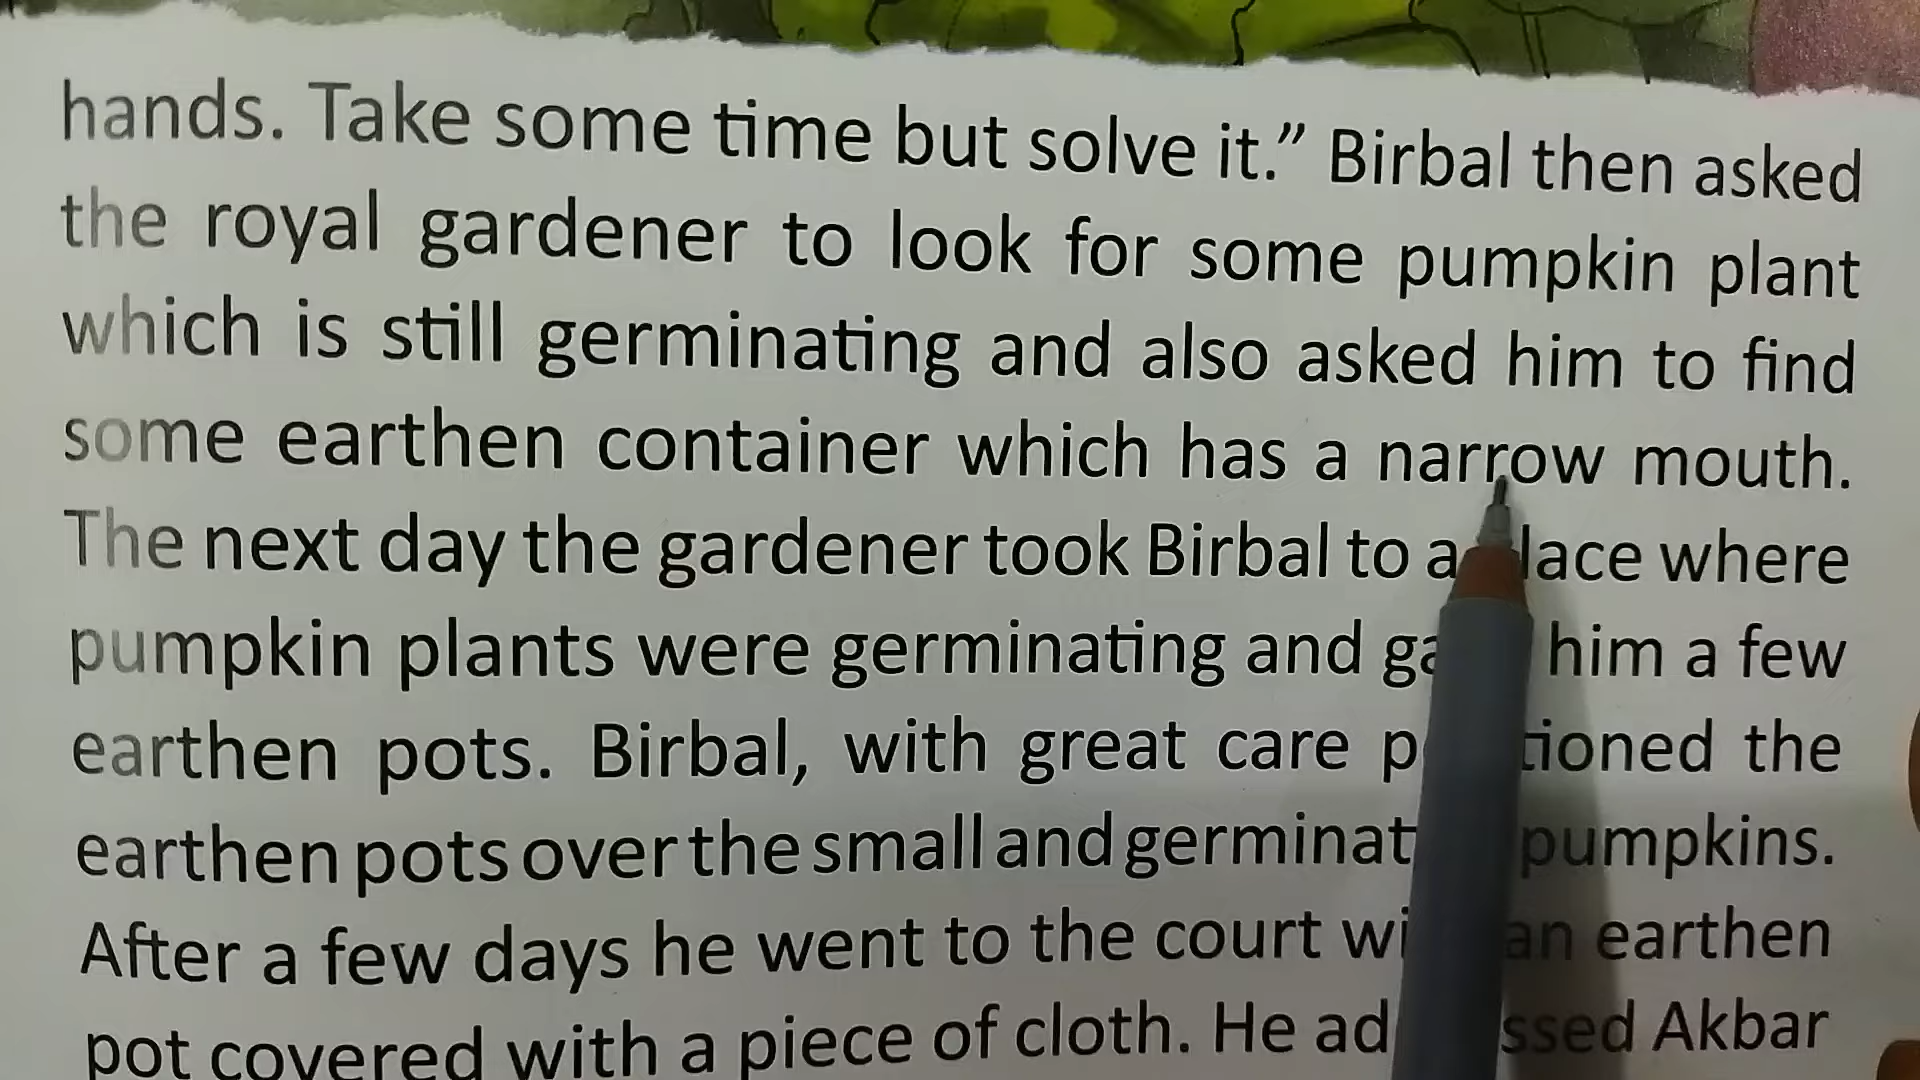 hands. Take some time but solve it.” Birbal then asked
the royal gardener to look for some pumpkin plant
which is still germinating and also asked him to find
some earthen container which has a narrow mouth.
The next day the gardener took Birbal to a lace where
pumpkin plants were germinating and ga him a few
earthen pots. Birbal, with great care p tioned the
earthen pots over the small and germinat pumpkins.
After a few days he went to the court wi an earthen
pot covered with a piece of cloth. He ad ssed Akbar